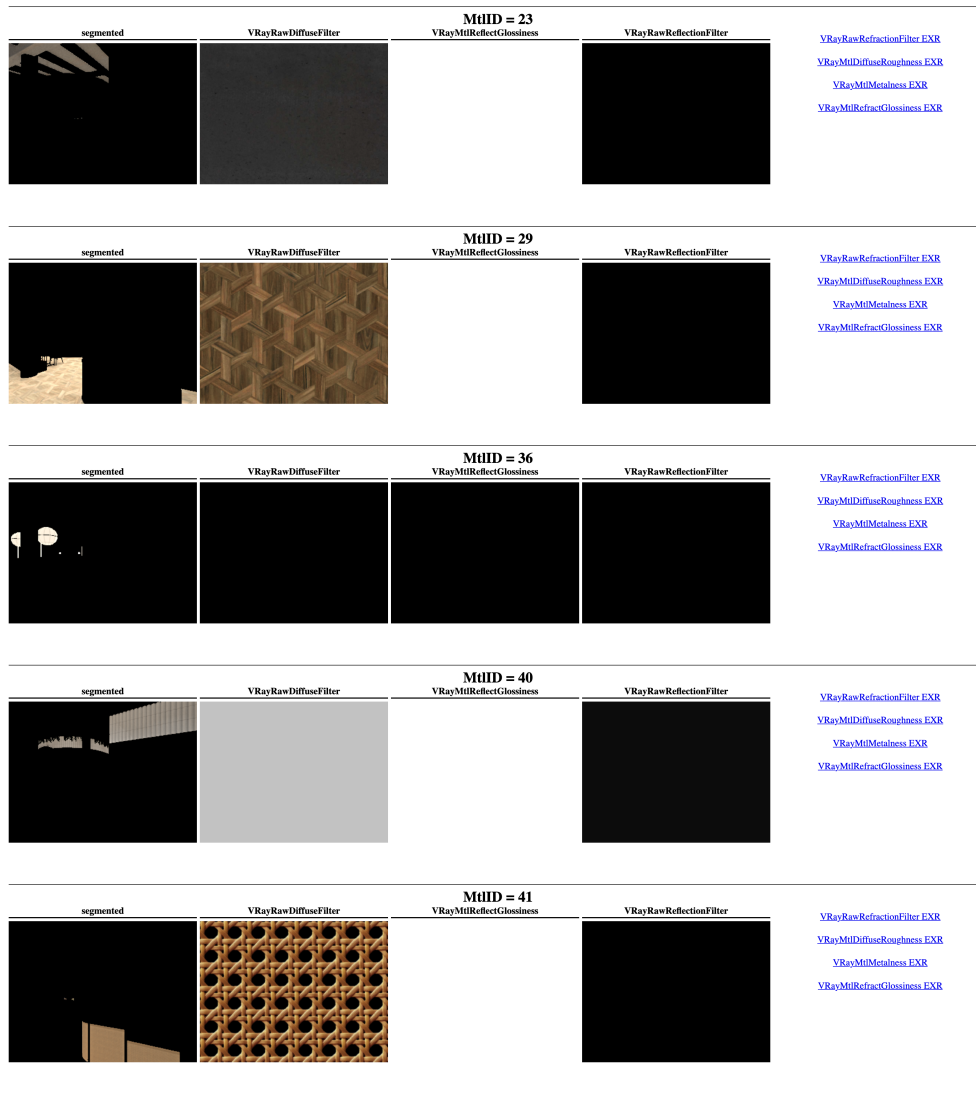 MtlID = 23
segmented VRayRawDiffuseFilter VRayMtlReflectGlossiness VRayRawReflectionFilter
VRayRawRefractionFilter EXR
VRayMtlDiffuseRoughness EXR
VRayMtlMetalness EXR
VRayMtlRefractGlossiness EXR
MtlID = 29
segmented VRayRawDiffuseFilter VRayMtlReflectGlossiness VRayRawReflectionFilter
VRayRawRefractionFilter EXR
VRayMtlDiffuseRoughness EXR
VRayMtlMetalness EXR
VRayMtlRefractGlossiness EXR
MtlID = 36
segmented VRayRawDiffuseFilter VRayMtlReflectGlossiness VRayRawReflectionFilter
VRayRawRefractionFilter EXR
VRayMtlDiffuseRoughness EXR
VRayMtlMetalness EXR
VRayMtlRefractGlossiness EXR
MtlID = 40
segmented VRayRawDiffuseFilter VRayMtlReflectGlossiness VRayRawReflectionFilter
VRayRawRefractionFilter EXR
VRayMtlDiffuseRoughness EXR
VRayMtlMetalness EXR
VRayMtlRefractGlossiness EXR
MtlID = 41
segmented VRayRawDiffuseFilter VRayMtlReflectGlossiness VRayRawReflectionFilter
VRayRawRefractionFilter EXR
VRayMtlDiffuseRoughness EXR
VRayMtlMetalness EXR
VRayMtlRefractGlossiness EXR